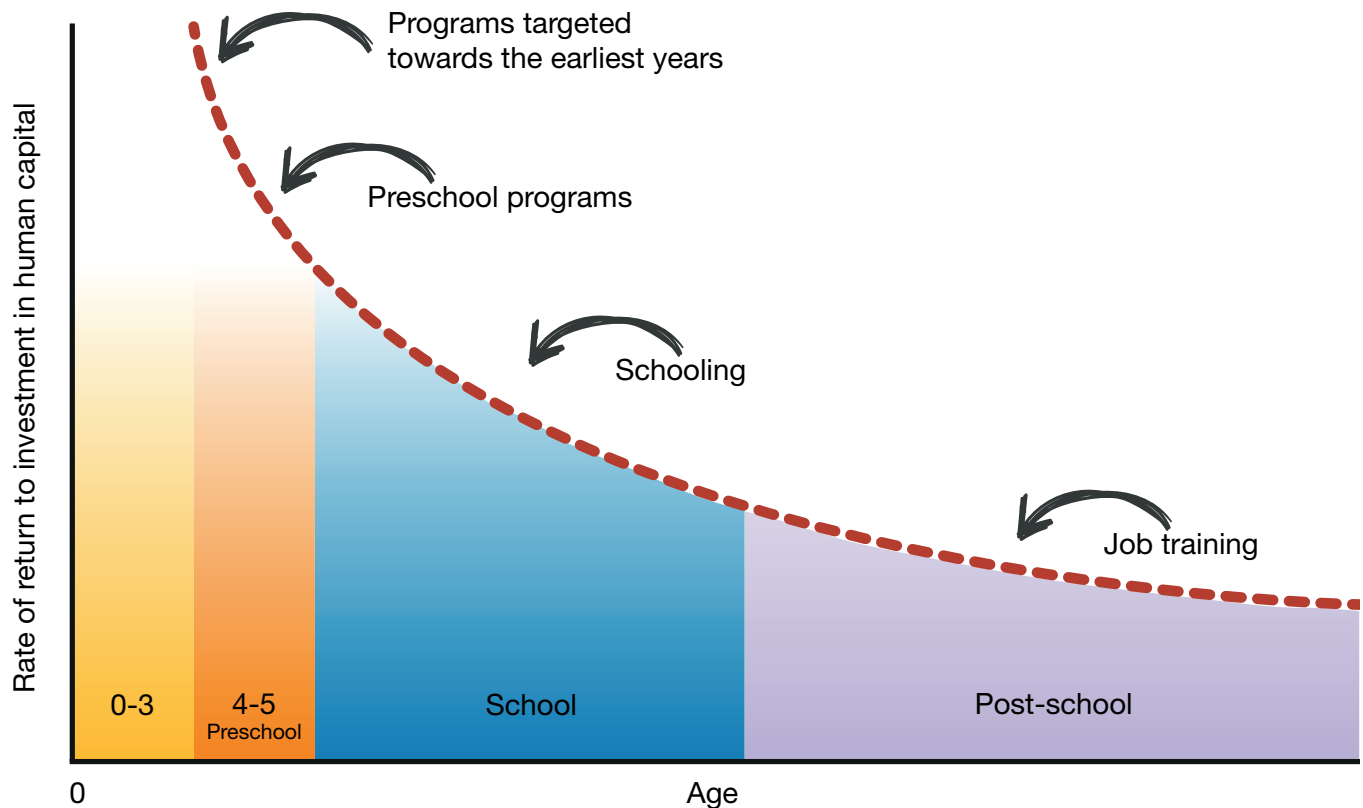 Programs targeted
towards the earliest years
Rate of return to investment in human capital
Preschool programs
Schooling
Job training
0-3
4-5
Preschool
School
Post-school
0
Age